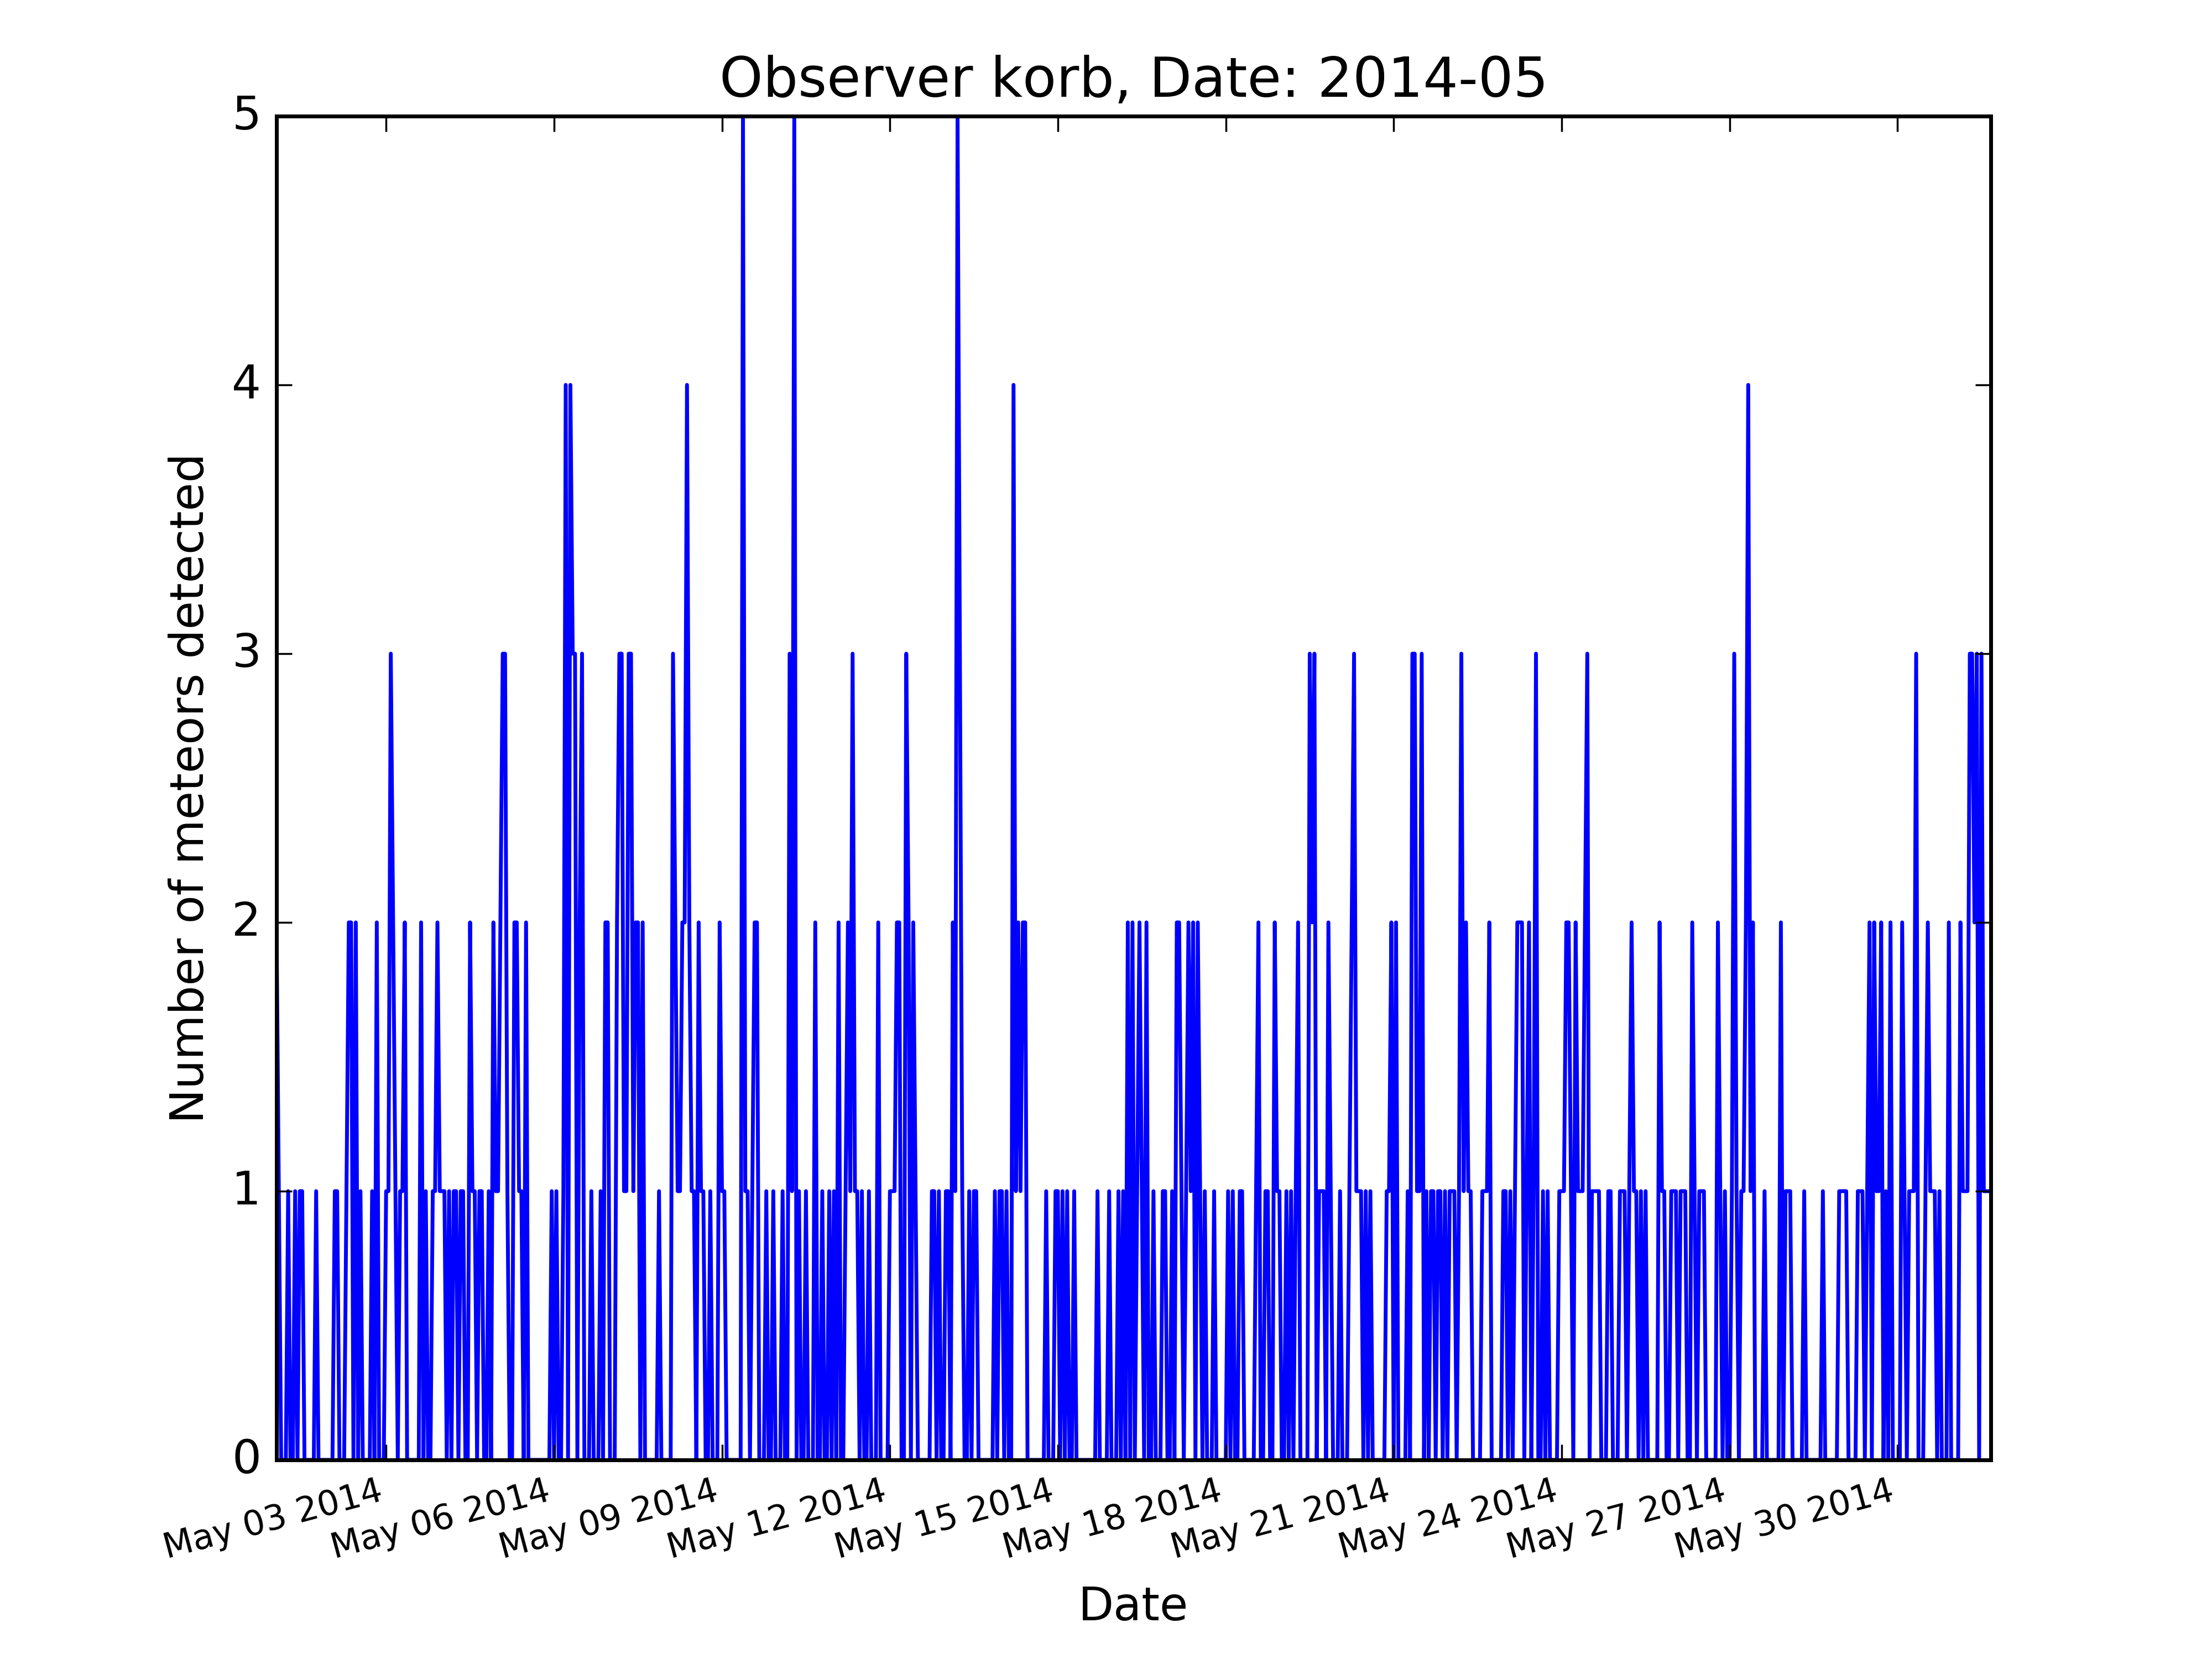 Observer korb, Date: 2014-05
Number of meteors detected
5
4
3
2
1
0
May 03 2014
May 06 2014
May 09 2014
May 12 2014
May 15 2014
May 18 2014
May 21 2014
May 24 2014
May 27 2014
May 30 2014
Date